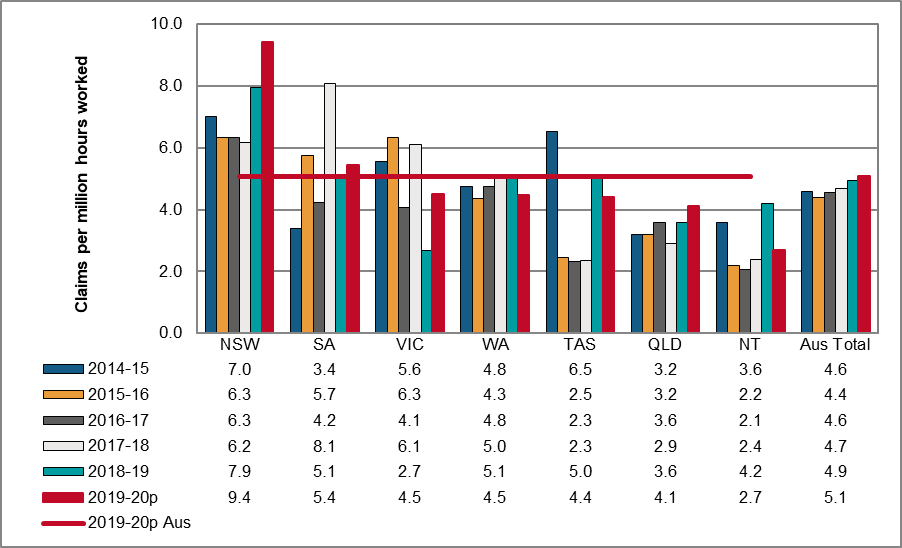 10.0
8.0
6.0
4.0
2.0
0.0
Claims per million hours worked
NSW SA VIC WA TAS QLD NT Aus Total
2014-15 7.0 3.4 5.6 4.8 6.5 3.2 3.6 4.6
2015-16 6.3 5.7 6.3 4.3 2.5 3.2 2.2 4.4
2016-17 6.3 4.2 4.1 4.8 2.3 3.6 2.1 4.6
2017-18 6.2 8.1 6.1 5.0 2.3 2.9 2.4 4.7
2018-19 7.9 5.1 2.7 5.1 5.0 3.6 4.2 4.9
2019-20p 9.4 5.4 4.5 4.5 4.4 4.1 2.7 5.1
2019-20p Aus